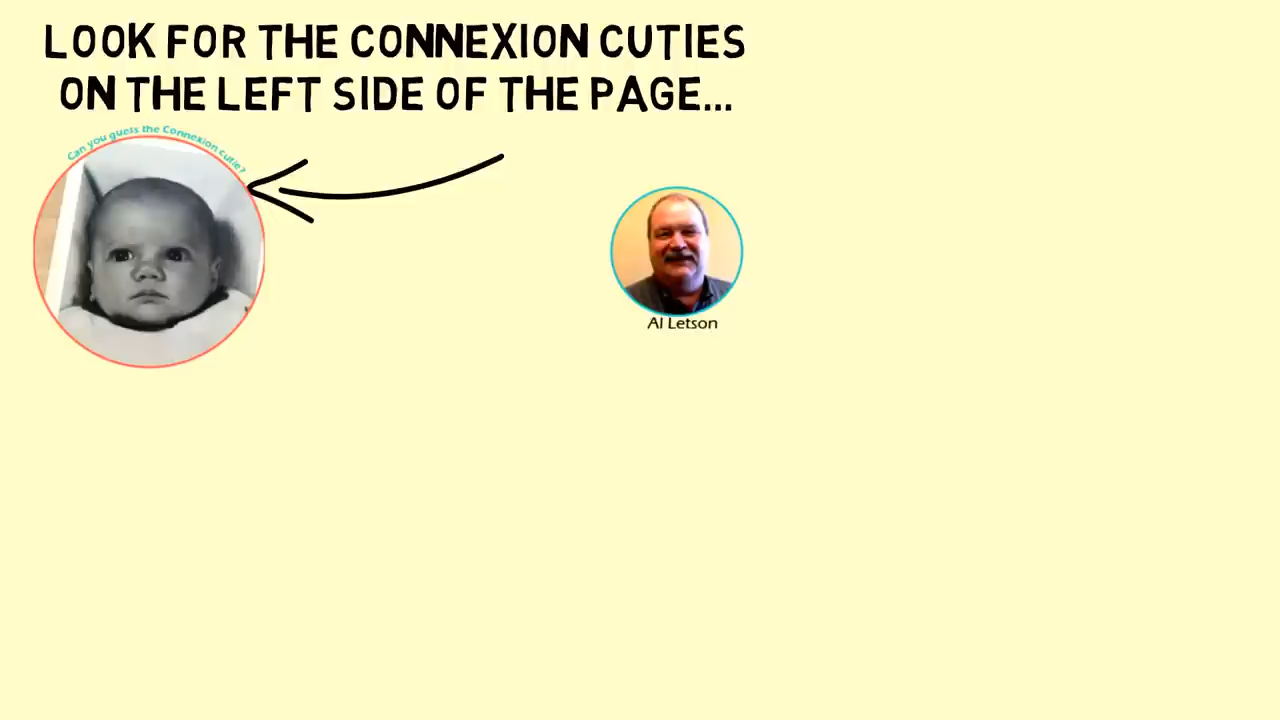 LOOK FOR THE CONNEXION CUTIES
ON THE LEFT SIDE OF THE PAGE...
Can you guess the Connexion cutie?
Al Letson